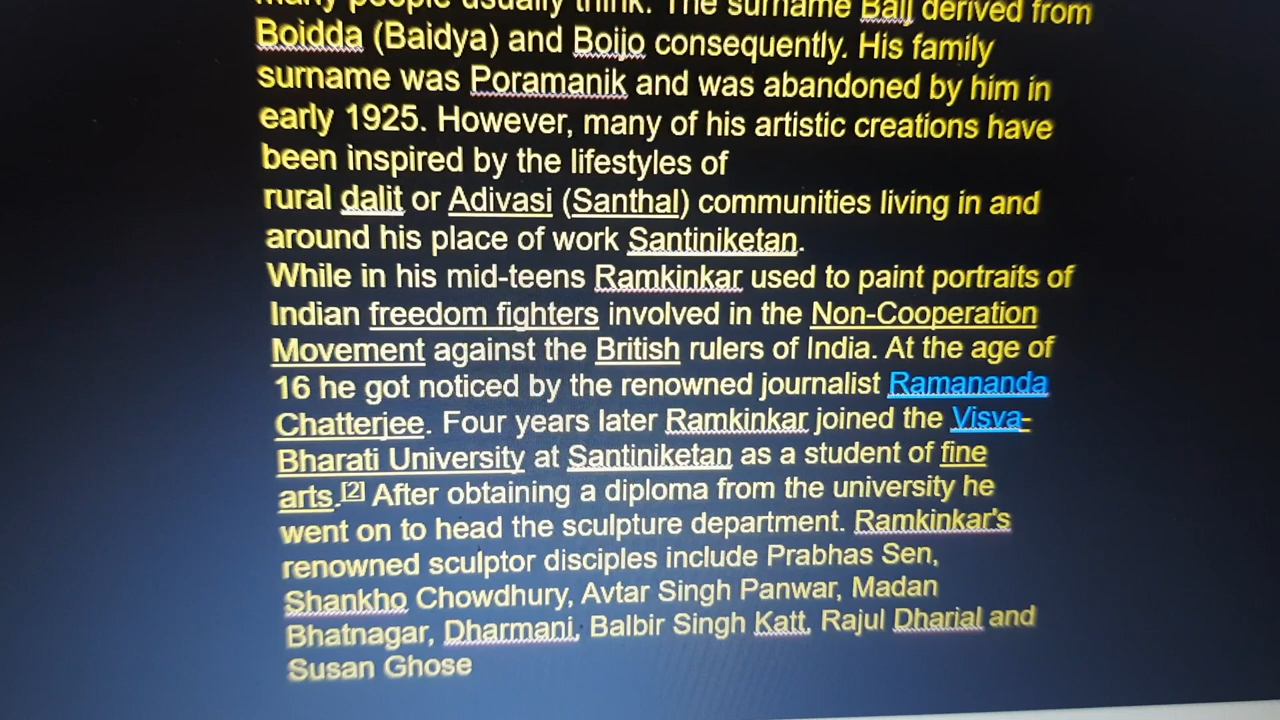 many people usually think. The surname Baij derived from
Boidda (Baidya) and Boijo consequently. His family
surname was Poramanik and was abandoned by him in
early 1925. However, many of his artistic creations have
been inspired by the lifestyles of
rural dalit or Adivasi (Santhal) communities living in and
around his place of work Santiniketan.
While in his mid-teens Ramkinkar used to paint portraits of
Indian freedom fighters involved in the Non-Cooperation
Movement against the British rulers of India. At the age of
16 he got noticed by the renowned journalist Ramananda
Chatterjee. Four years later Ramkinkar joined the Visva-
Bharati University at Santiniketan as a student of fine
arts.[2] After obtaining a diploma from the university he
went on to head the sculpture department. Ramkinkar's
renowned sculptor disciples include Prabhas Sen,
Shankho Chowdhury, Avtar Singh Panwar, Madan
Bhatnagar, Dharmani, Balbir Singh Katt, Rajul Dharial and
Susan Ghose